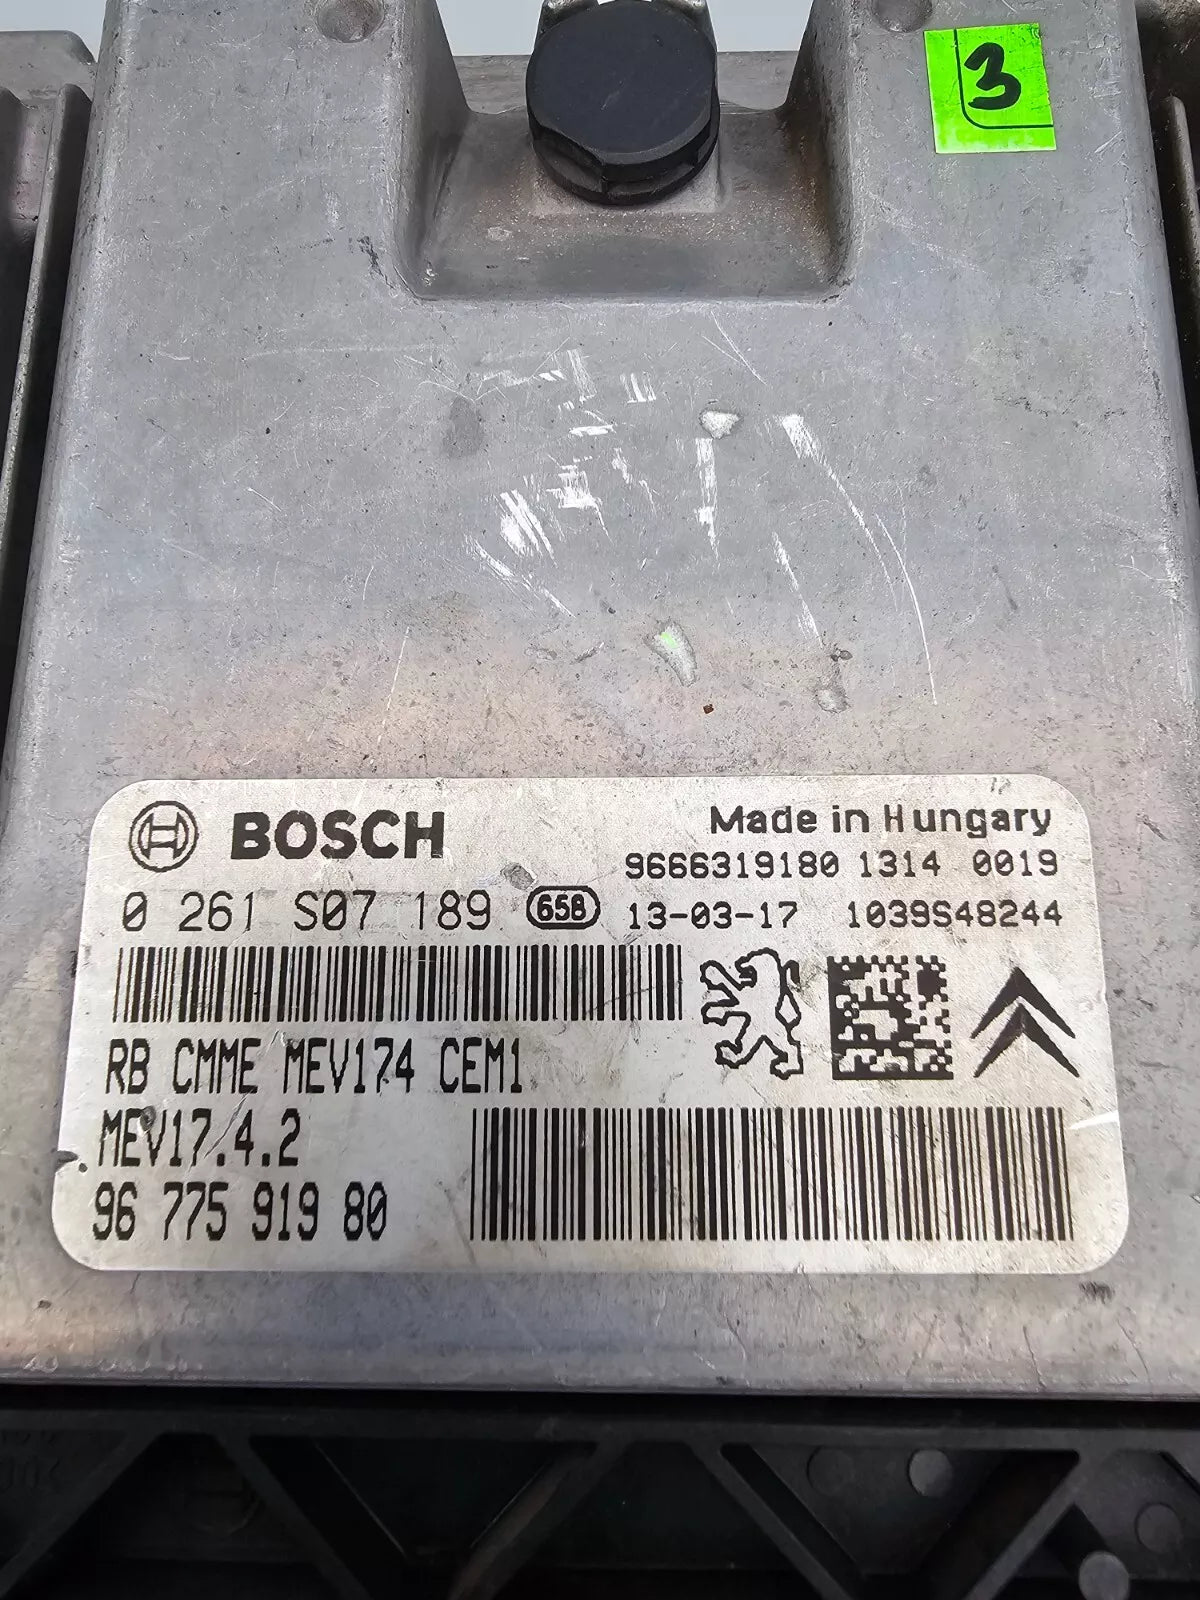 3
BOSCH
Made in Hungary
9666319180 1314 0019
0 261 S07 189 658
13-03-17 1039S48244
RB CMME MEV174 CEM1
MEV17.4.2
96 775 919 80